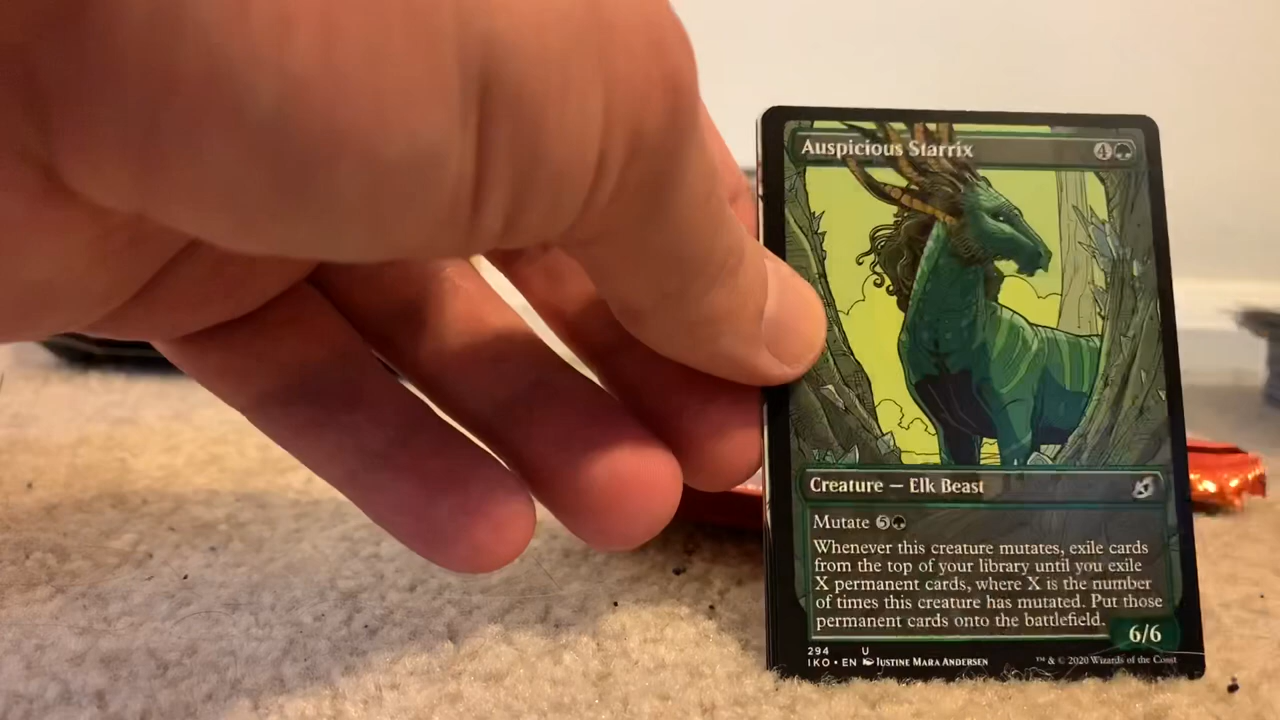 Auspicious Starrix 4
Creature — Elk Beast
Mutate 5
Whenever this creature mutates, exile cards
from the top of your library until you exile
X permanent cards, where X is the number
of times this creature has mutated. Put those
permanent cards onto the battlefield.
6/6
294 U
IKO • EN Justine Mara Andersen
™ & © 2020 Wizards of the Coast